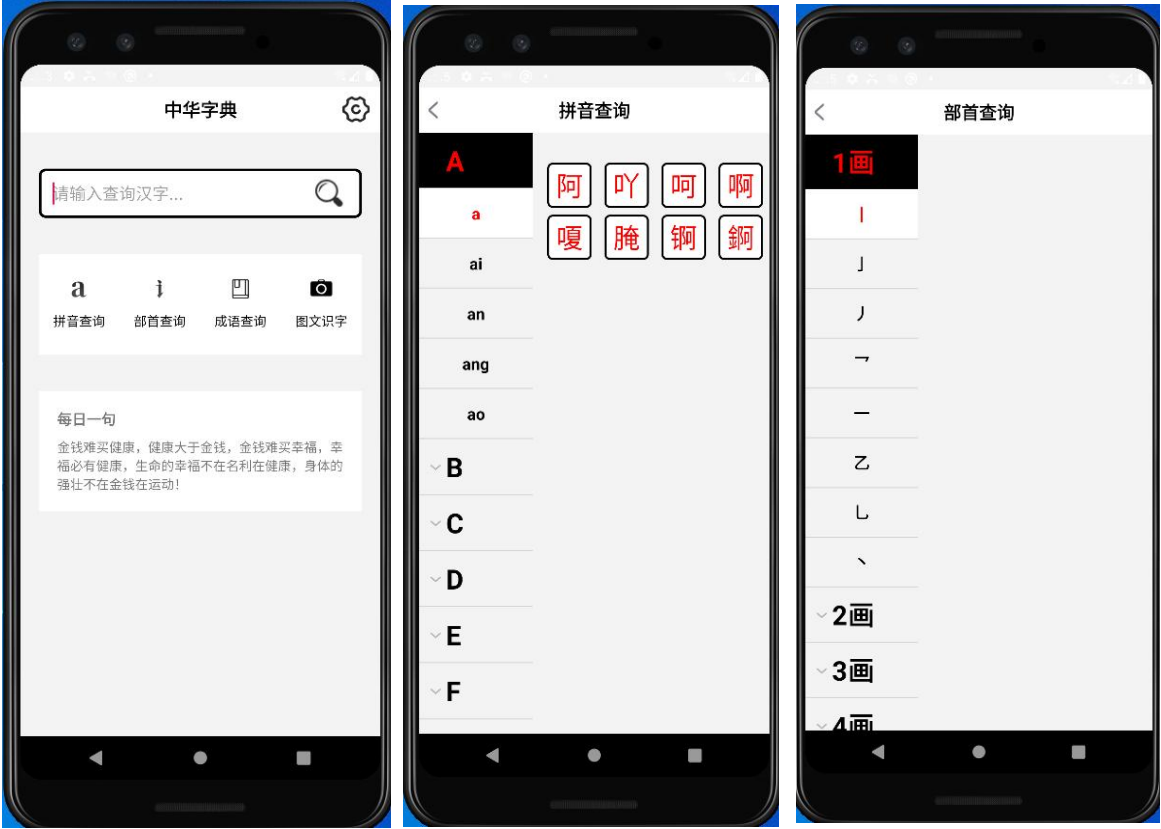 中华字典
请输入查询汉字...
a
拼音查询
部首查询
成语查询
图文识字
每日一句
金钱难买健康，健康大于金钱，金钱难买幸福，幸
福必有健康，生命的幸福不在名利在健康，身体的
强壮不在金钱在运动！
拼音查询
A
a
ai
an
ang
ao
B
C
D
E
F
阿 吖 呵 啊
嗄 腌 锕 錒
部首查询
1画
丨
亅
丿
乛
一
乙
乚
丶
2画
3画
4画